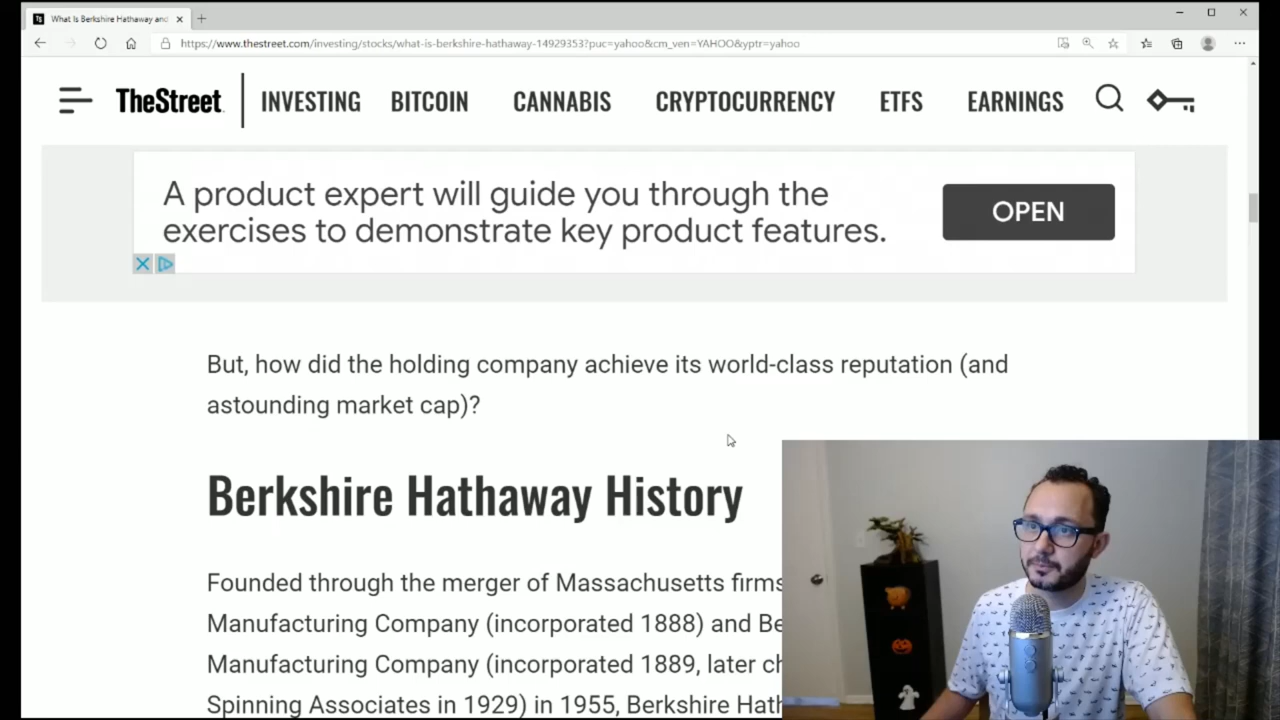 What Is Berkshire Hathaway and
https://www.thestreet.com/investing/stocks/what-is-berkshire-hathaway-14929353?puc=yahoo&cm_ven=YAHOO&yptr=yahoo
TheStreet INVESTING BITCOIN CANNABIS CRYPTOCURRENCY ETFS EARNINGS
A product expert will guide you through the
exercises to demonstrate key product features.
OPEN
But, how did the holding company achieve its world-class reputation (and
astounding market cap)?
Berkshire Hathaway History
Founded through the merger of Massachusetts firms
Manufacturing Company (incorporated 1888) and Be
Manufacturing Company (incorporated 1889, later ch
Spinning Associates in 1929) in 1955, Berkshire Hath